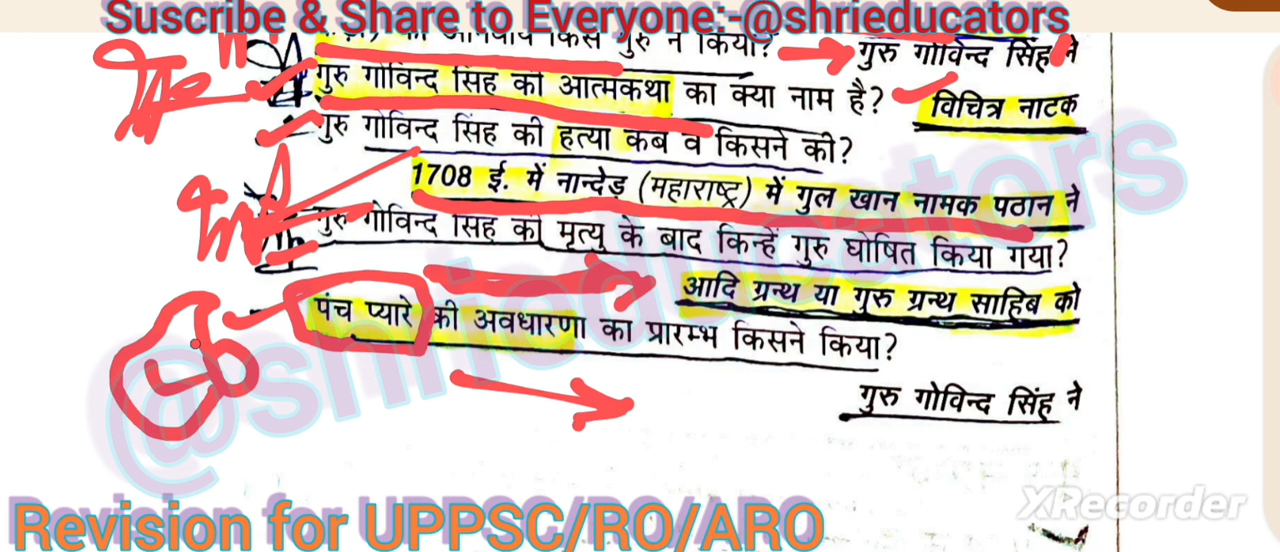 Suscribe & Share to Everyone:-@shrieducators
किस गुरु ने किया? गुरु गोविन्द सिंह ने
गुरु गोविन्द सिंह की आत्मकथा का क्या नाम है? विचित्र नाटक
गुरु गोविन्द सिंह की हत्या कब व किसने की?
1708 ई. में नान्देड़ (महाराष्ट्र) में गुल खान नामक पठान ने
गुरु गोविन्द सिंह की मृत्यु के बाद किन्हें गुरु घोषित किया गया?
आदि ग्रन्थ या गुरु ग्रन्थ साहिब को
पंच प्यारे की अवधारणा का प्रारम्भ किसने किया?
गुरु गोविन्द सिंह ने
@shrieducators
XRecorder
Revision for UPPSC/RO/ARO